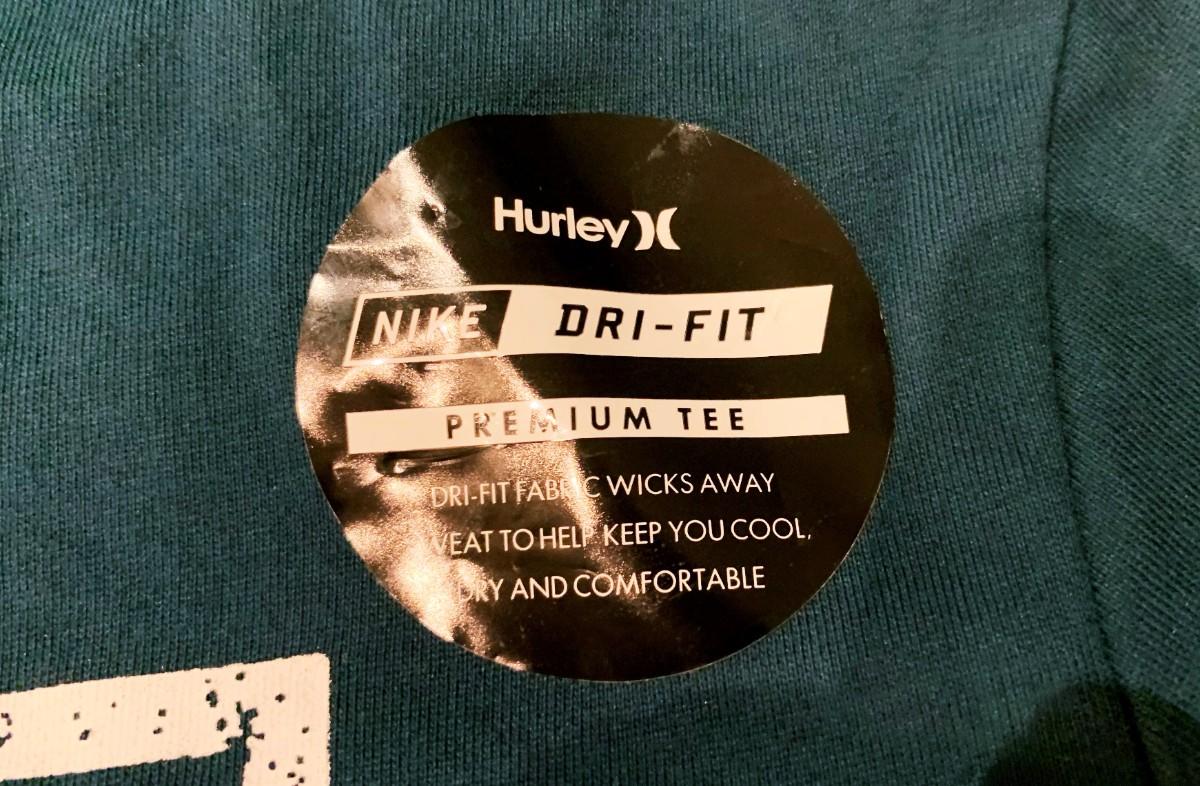 Hurley
NIKE DRI-FIT
PREMIUM TEE
DRI-FIT FABRIC WICKS AWAY
SWEAT TO HELP KEEP YOU COOL,
DRY AND COMFORTABLE